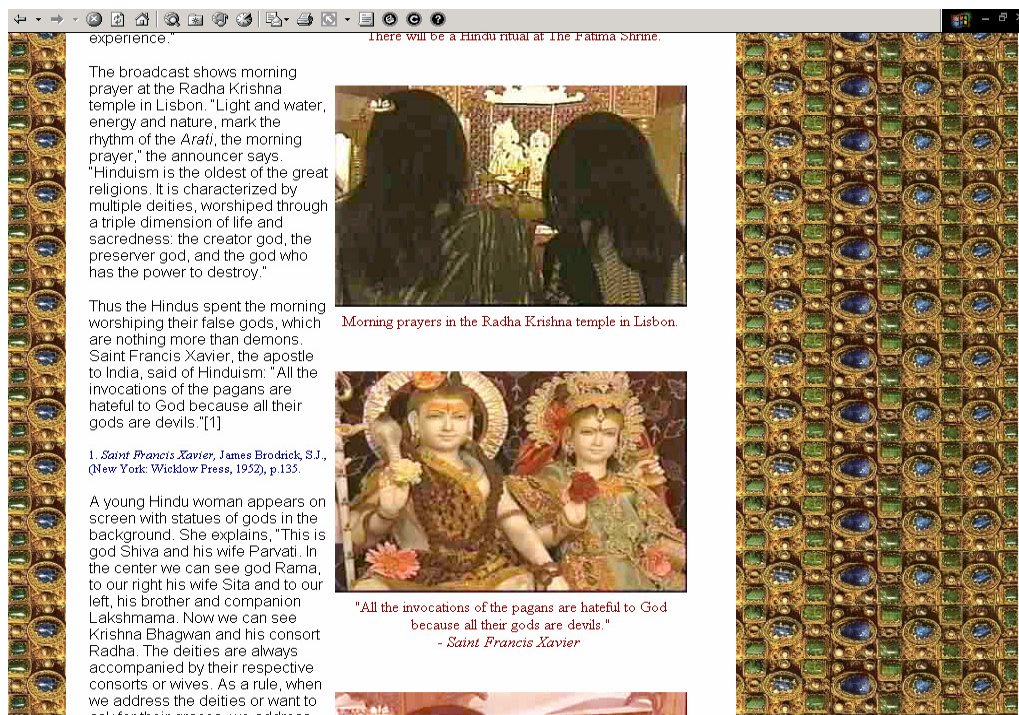 experience."
The broadcast shows morning
prayer at the Radha Krishna
temple in Lisbon. "Light and water,
energy and nature, mark the
rhythm of the Arati, the morning
prayer," the announcer says.
"Hinduism is the oldest of the great
religions. It is characterized by
multiple deities, worshiped through
a triple dimension of life and
sacredness: the creator god, the
preserver god, and the god who
has the power to destroy."
Thus the Hindus spent the morning
worshiping their false gods, which
are nothing more than demons.
Saint Francis Xavier, the apostle
to India, said of Hinduism: "All the
invocations of the pagans are
hateful to God because all their
gods are devils."[1]
1. Saint Francis Xavier, James Brodrick, S.J.,
(New York: Wicklow Press, 1952), p.135.
A young Hindu woman appears on
screen with statues of gods in the
background. She explains, "This is
god Shiva and his wife Parvati. In
the center we can see god Rama,
to our right his wife Sita and to our
left, his brother and companion
Lakshmama. Now we can see
Krishna Bhagwan and his consort
Radha. The deities are always
accompanied by their respective
consorts or wives. As a rule, when
we address the deities or want to
ask for their graces, we address
There will be a Hindu ritual at The Fatima Shrine.
Morning prayers in the Radha Krishna temple in Lisbon.
"All the invocations of the pagans are hateful to God
because all their gods are devils."
- Saint Francis Xavier